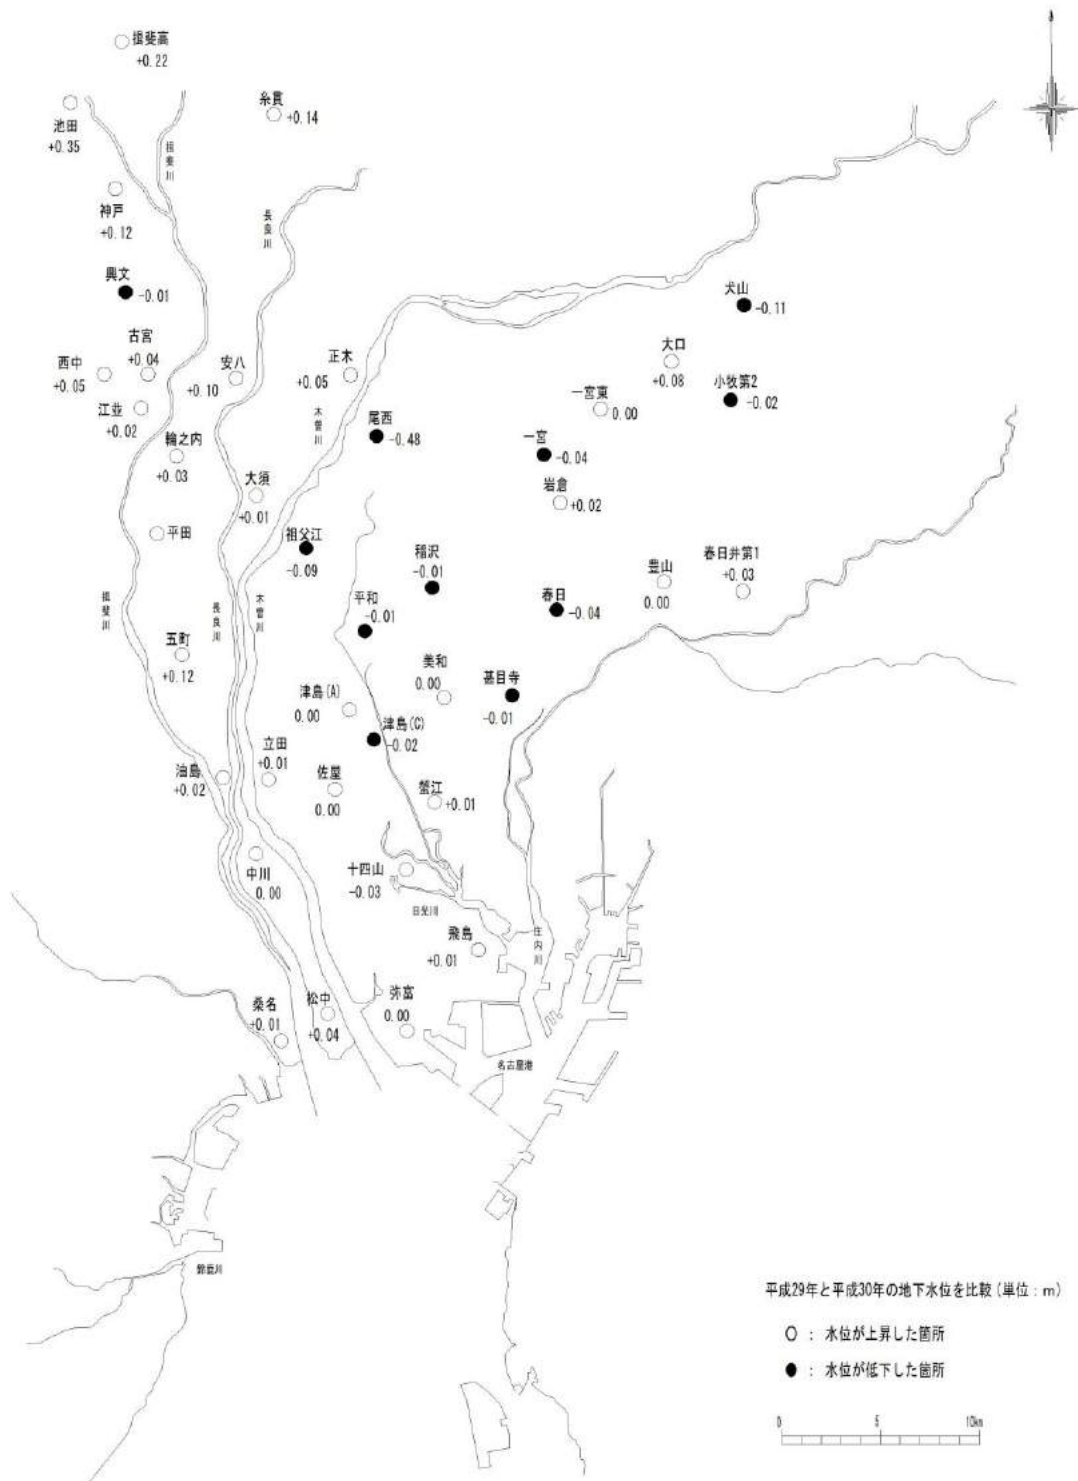 揖斐高
+0.22
池田
+0.35
糸貫
+0.14
揖斐川
神戸
+0.12
長良川
興文
-0.01
犬山
-0.11
古宮
+0.04
西中
+0.05
安八
+0.10
正木
+0.05
大口
+0.08
小牧第2
-0.02
一宮東
0.00
江並
+0.02
木曽川
尾西
-0.48
輪之内
+0.03
一宮
-0.04
岩倉
+0.02
大須
+0.01
平田
祖父江
-0.09
稲沢
-0.01
豊山
0.00
春日井第1
+0.03
揖斐川
長良川
木曽川
平和
-0.01
春日
-0.04
五町
+0.12
美和
0.00
甚目寺
-0.01
津島(A)
0.00
津島(C)
-0.02
油島
+0.02
立田
+0.01
佐屋
0.00
蟹江
+0.01
中川
0.00
十四山
-0.03
日光川
飛島
+0.01
庄内川
桑名
+0.01
松中
+0.04
弥富
0.00
名古屋港
鈴鹿川
平成29年と平成30年の地下水位を比較(単位:m)
○ : 水位が上昇した箇所
● : 水位が低下した箇所
0 5 10km